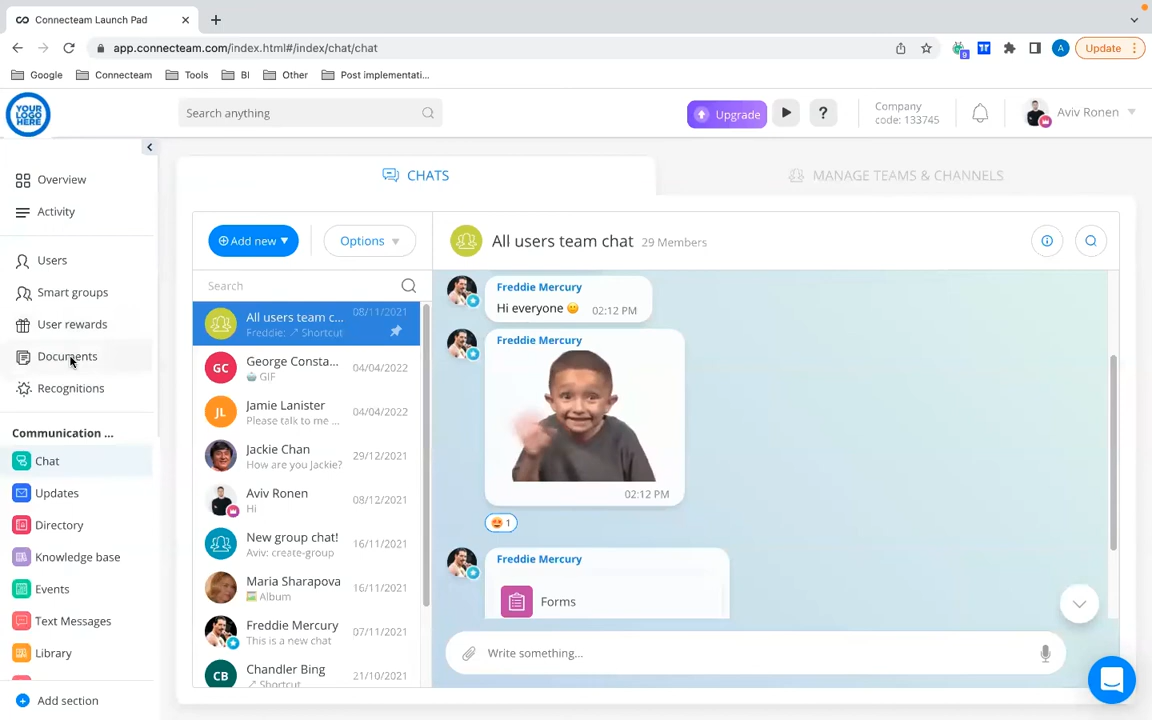 Connecteam Launch Pad
app.connecteam.com/index.html#/index/chat/chat
9
A
Update
Google
Connecteam
Tools
BI
Other
Post implementati...
YOUR
LOGO
HERE
Search anything
Upgrade
?
Company
code: 133745
Aviv Ronen
Overview
Activity
Users
Smart groups
User rewards
Documents
Recognitions
Communication ...
Chat
Updates
Directory
Knowledge base
Events
Text Messages
Library
Add section
CHATS
MANAGE TEAMS & CHANNELS
Add new
Options
Search
All users team c...
08/11/2021
Freddie: ↗ Shortcut
GC
George Consta...
GIF
04/04/2022
JL
Jamie Lanister
Please talk to me ...
04/04/2022
Jackie Chan
How are you Jackie?
29/12/2021
Aviv Ronen
Hi
08/12/2021
New group chat!
Aviv: create-group
16/11/2021
Maria Sharapova
Album
16/11/2021
Freddie Mercury
This is a new chat
07/11/2021
CB
Chandler Bing
↗ Shortcut
21/10/2021
All users team chat 29 Members
Freddie Mercury
Hi everyone 😊 02:12 PM
Freddie Mercury
02:12 PM
😍 1
Freddie Mercury
Forms
Write something...